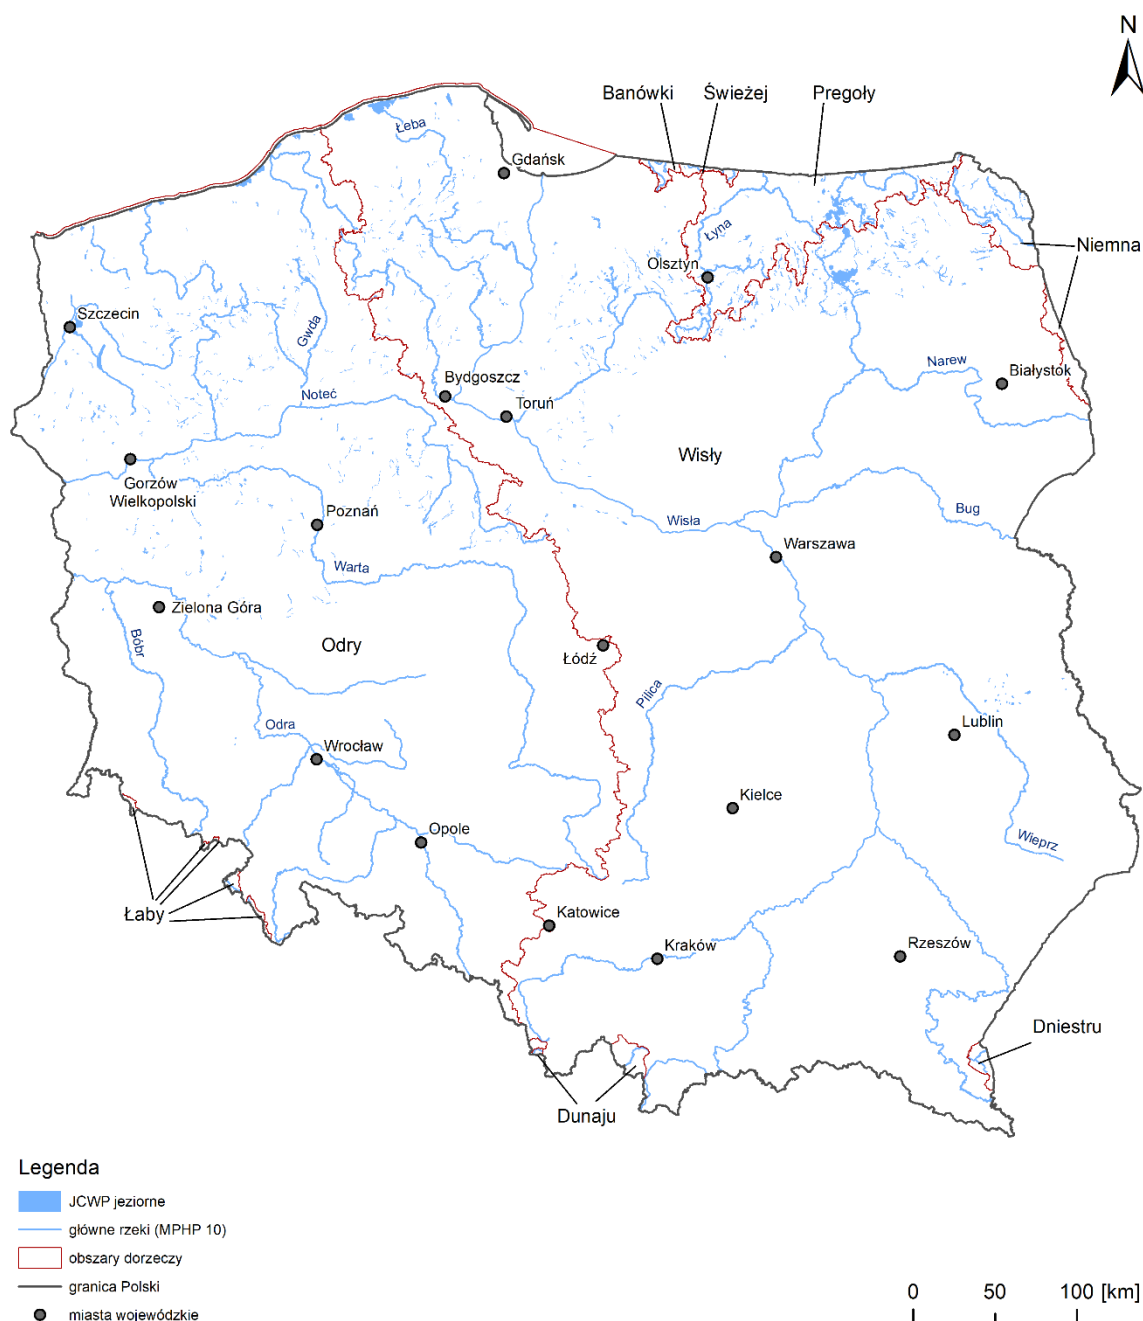 N
Banówki
Świeżej
Pregoły
Łeba
Gdańsk
Łyna
Niemna
Olsztyn
Szczecin
Gwda
Narew
Białystok
Bydgoszcz
Noteć
Toruń
Wisły
Gorzów
Wielkopolski
Poznań
Wisła
Bug
Warszawa
Warta
Zielona Góra
Bóbr
Odry
Łódź
Pilica
Odra
Lublin
Wrocław
Kielce
Opole
Wieprz
Łaby
Katowice
Kraków
Rzeszów
Dniestru
Dunaju
Legenda
JCWP jeziorne
główne rzeki (MPHP 10)
obszary dorzeczy
granica Polski
miasta wojewódzkie
0 50 100 [km]